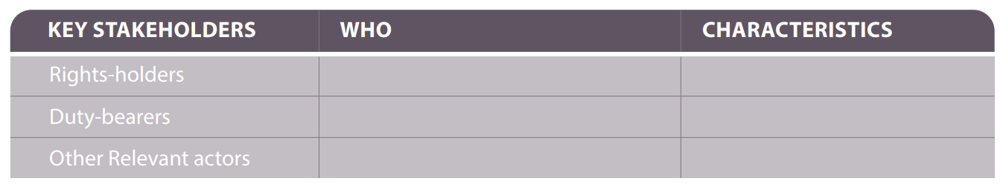 KEY STAKEHOLDERS WHO CHARACTERISTICS
Rights-holders
Duty-bearers
Other Relevant actors